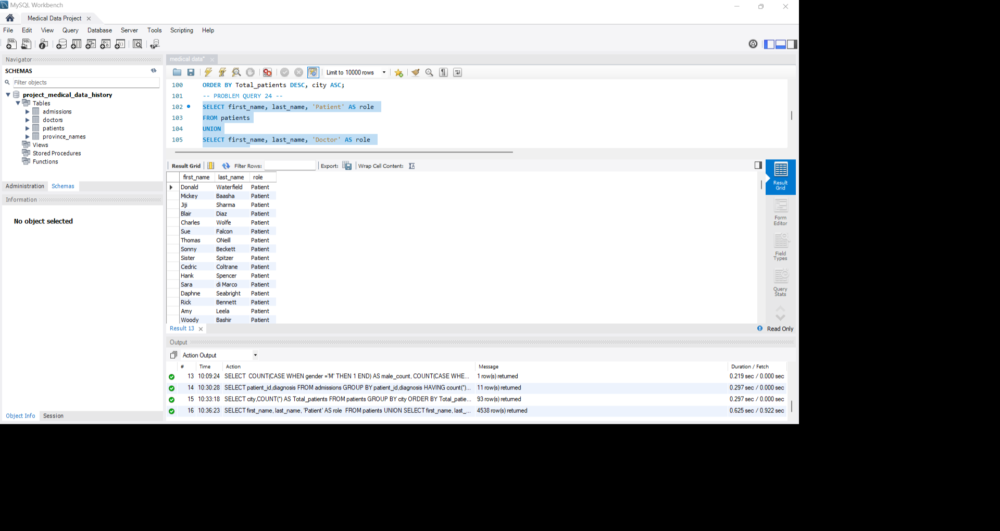 MySQL Workbench
Medical Data Project
File Edit View Query Database Server Tools Scripting Help
Navigator
SCHEMAS
Filter objects
project_medical_data_history
Tables
admissions
doctors
patients
province_names
Views
Stored Procedures
Functions
Administration Schemas
Information
No object selected
Object Info Session
medical data*
Limit to 10000 rows
100 ORDER BY Total_patients DESC, city ASC;
101 -- PROBLEM QUERY 24 --
102 SELECT first_name, last_name, 'Patient' AS role
103 FROM patients
104 UNION
105 SELECT first_name, last_name, 'Doctor' AS role
Result Grid Filter Rows: Export: Wrap Cell Content:
first_name last_name role
Donald Waterfield Patient
Mickey Baasha Patient
Jiji Sharma Patient
Blair Diaz Patient
Charles Wolfe Patient
Sue Falcon Patient
Thomas ONeill Patient
Sonny Beckett Patient
Sister Spitzer Patient
Cedric Coltrane Patient
Hank Spencer Patient
Sara di Marco Patient
Daphne Seabright Patient
Rick Bennett Patient
Amy Leela Patient
Woody Bashir Patient
Result Grid
Form Editor
Field Types
Query Stats
Result 13
Read Only
Output
Action Output
# Time Action Message Duration / Fetch
13 10:09:24 SELECT COUNT(CASE WHEN gender ='M' THEN 1 END) AS male_count, COUNT(CASE WHE... 1 row(s) returned 0.219 sec / 0.000 sec
14 10:30:28 SELECT patient_id,diagnosis FROM admissions GROUP BY patient_id,diagnosis HAVING count(*)... 11 row(s) returned 0.297 sec / 0.000 sec
15 10:33:18 SELECT city,COUNT(*) AS Total_patients FROM patients GROUP BY city ORDER BY Total_patie... 93 row(s) returned 0.297 sec / 0.000 sec
16 10:36:23 SELECT first_name, last_name, 'Patient' AS role FROM patients UNION SELECT first_name, last_... 4538 row(s) returned 0.625 sec / 0.922 sec